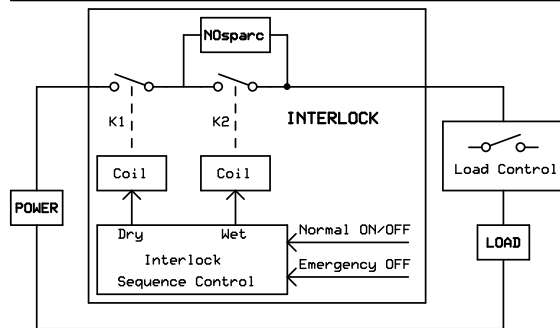 NOsparc
K1
K2
INTERLOCK
Coil
Coil
Load Control
POWER
Dry
Wet
Normal ON/OFF
LOAD
Interlock
Emergency OFF
Sequence Control